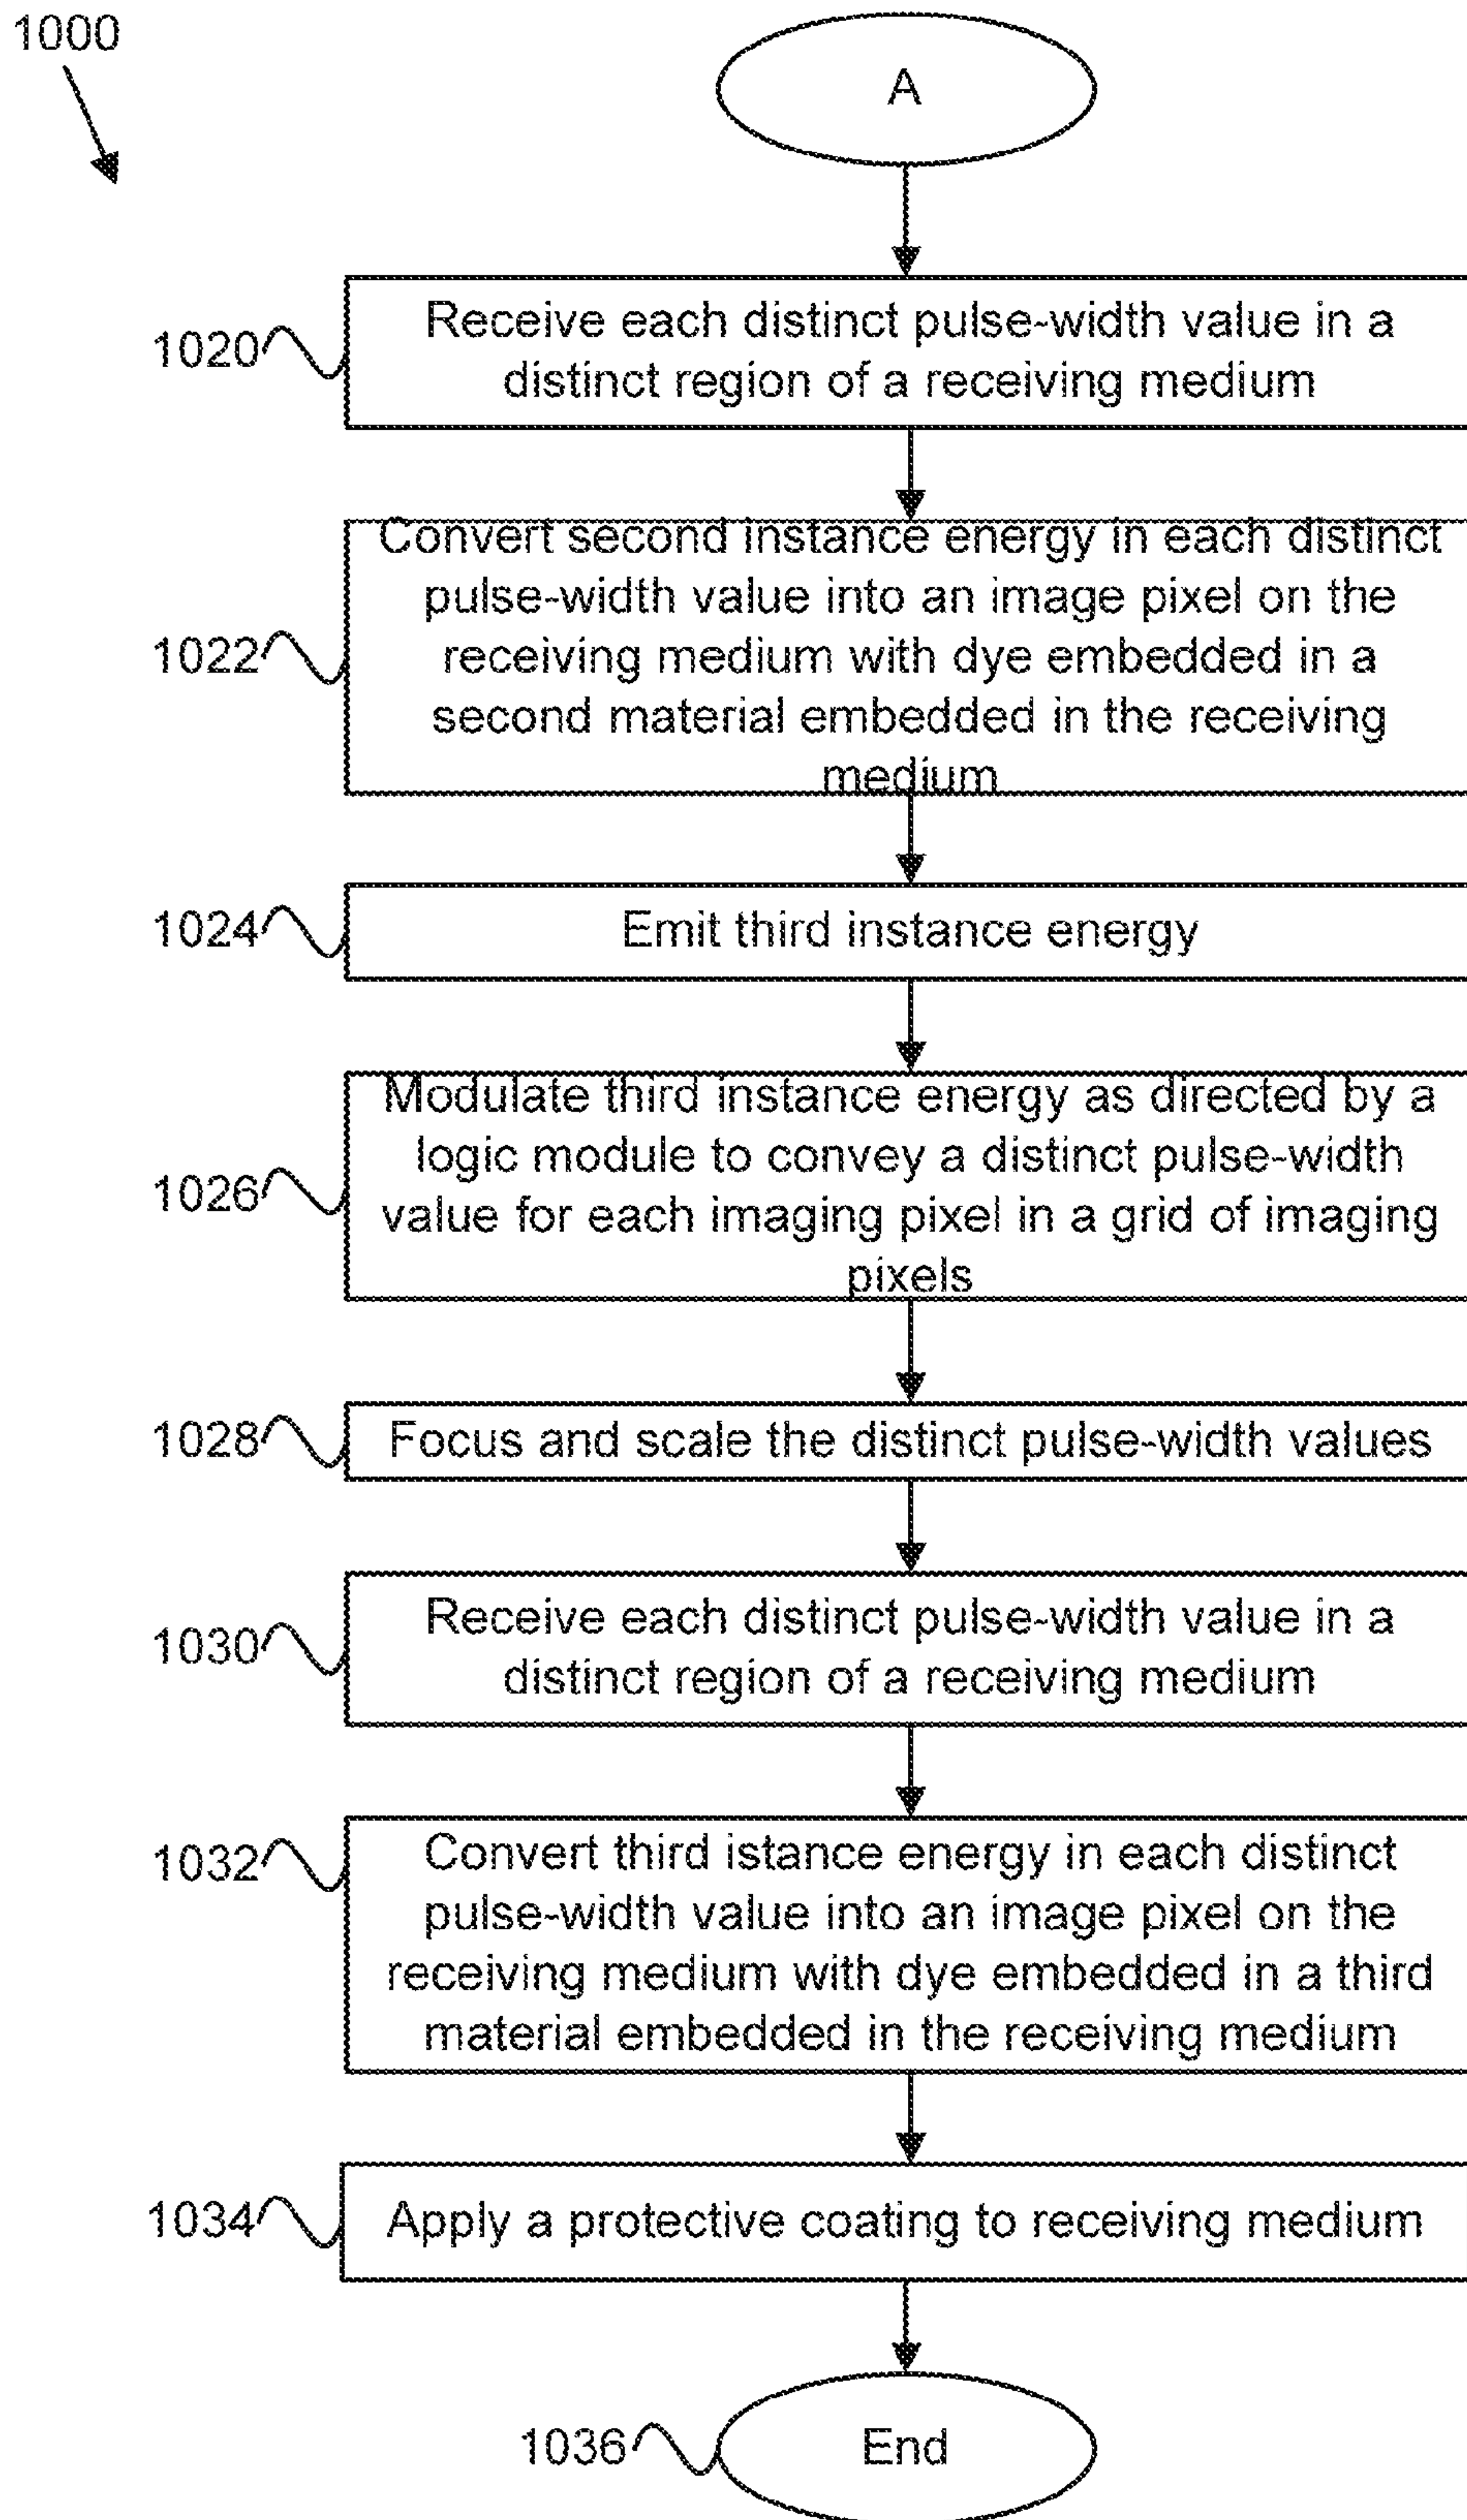 1000
A
1020
Receive each distinct pulse-width value in a
distinct region of a receiving medium
1022
Convert second instance energy in each distinct
pulse-width value into an image pixel on the
receiving medium with dye embedded in a
second material embedded in the receiving
medium
1024
Emit third instance energy
1026
Modulate third instance energy as directed by a
logic module to convey a distinct pulse-width
value for each imaging pixel in a grid of imaging
pixels
1028
Focus and scale the distinct pulse-width values
1030
Receive each distinct pulse-width value in a
distinct region of a receiving medium
1032
Convert third istance energy in each distinct
pulse-width value into an image pixel on the
receiving medium with dye embedded in a third
material embedded in the receiving medium
1034
Apply a protective coating to receiving medium
1036
End